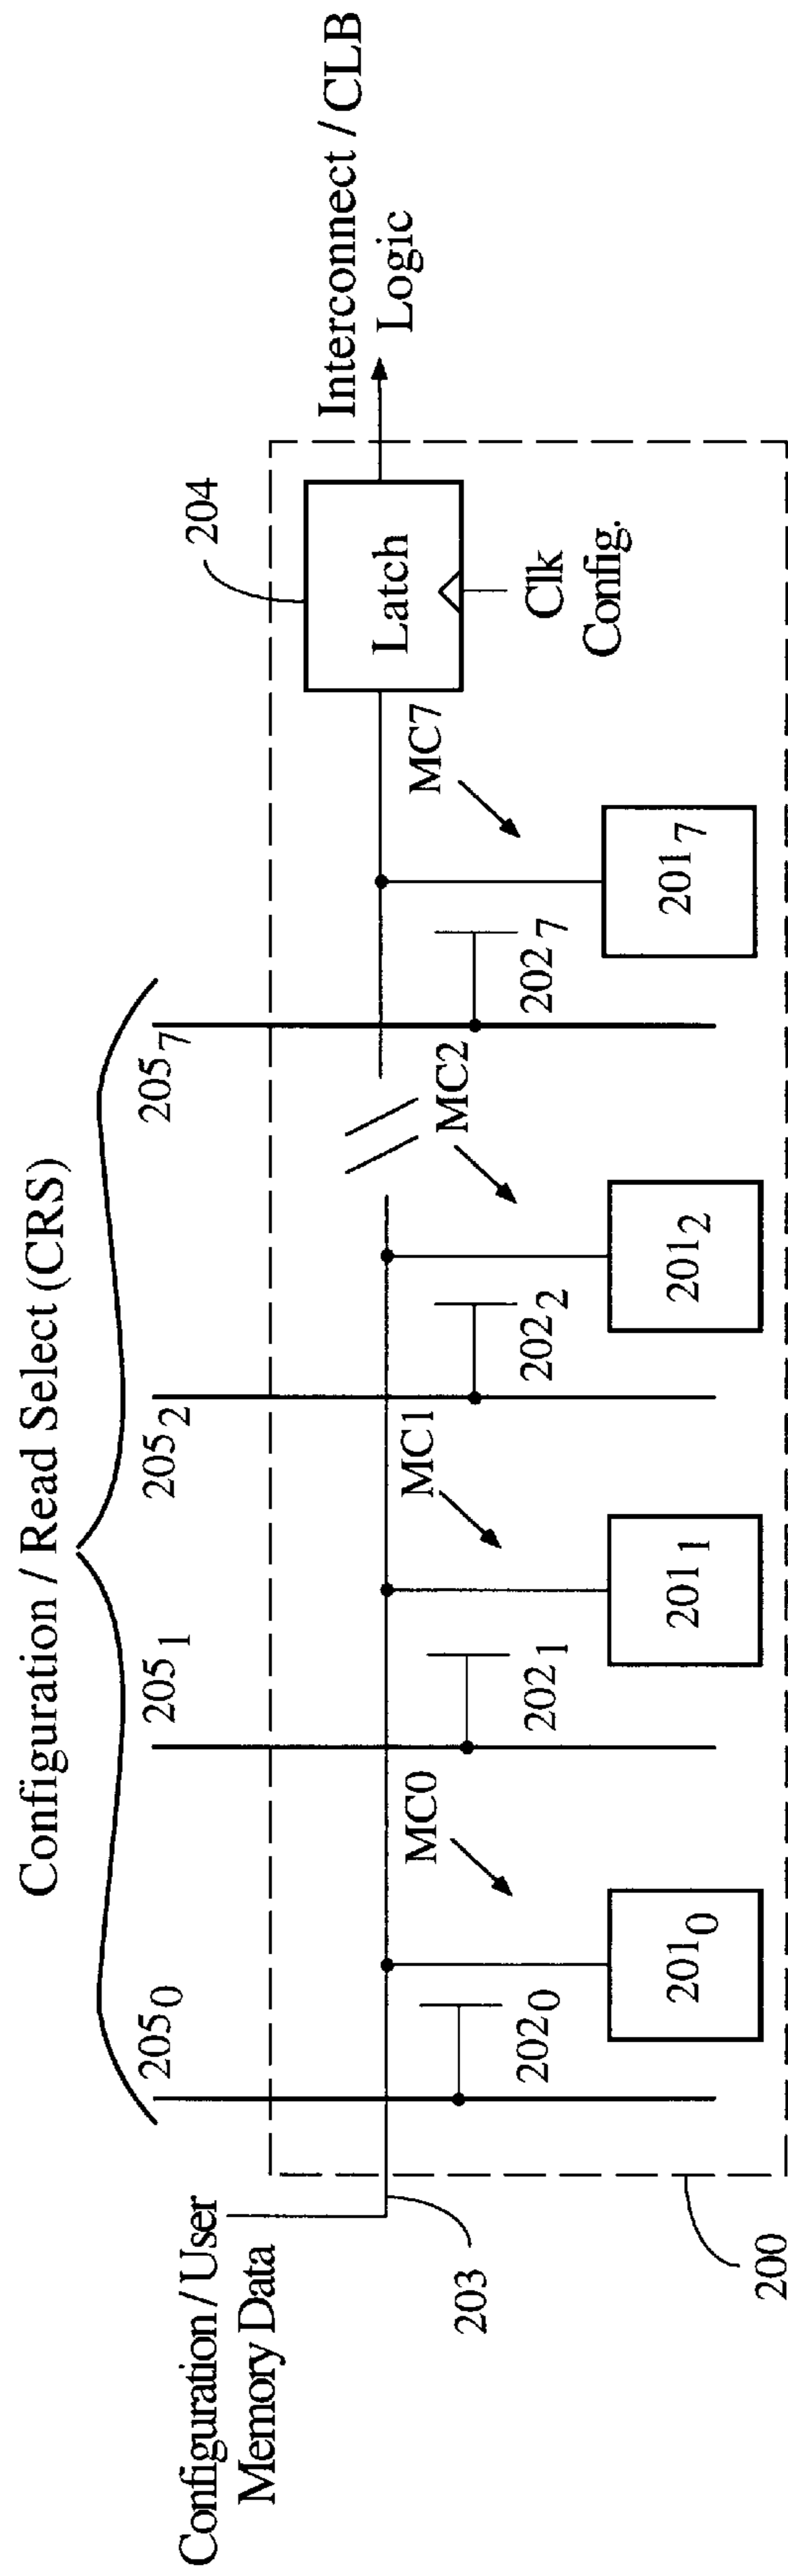 Configuration / Read Select (CRS)
205₀
205₁
205₂
205₇
Configuration / User
Memory Data
203
200
MC0
MC1
MC2
MC7
202₀
202₁
202₂
202₇
201₀
201₁
201₂
201₇
204
Latch
Clk
Config.
Interconnect / CLB
Logic